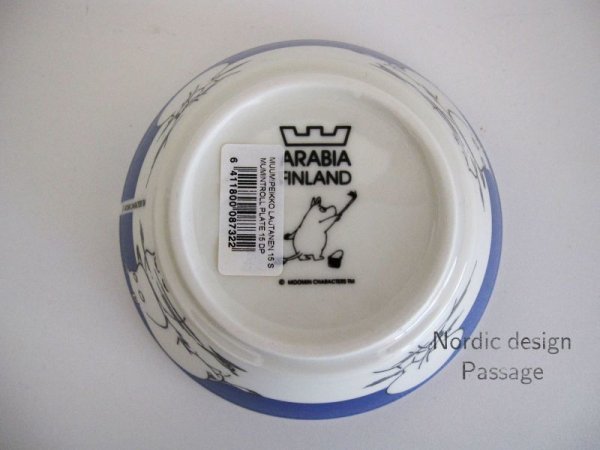 ARABIA
FINLAND
© MOOMIN CHARACTERS TM
MUUMIPEIKKO LAUTANEN 15 S
MUMINTROLL PLATE 15 DP
6 411800 087322
Nordic design
Passage